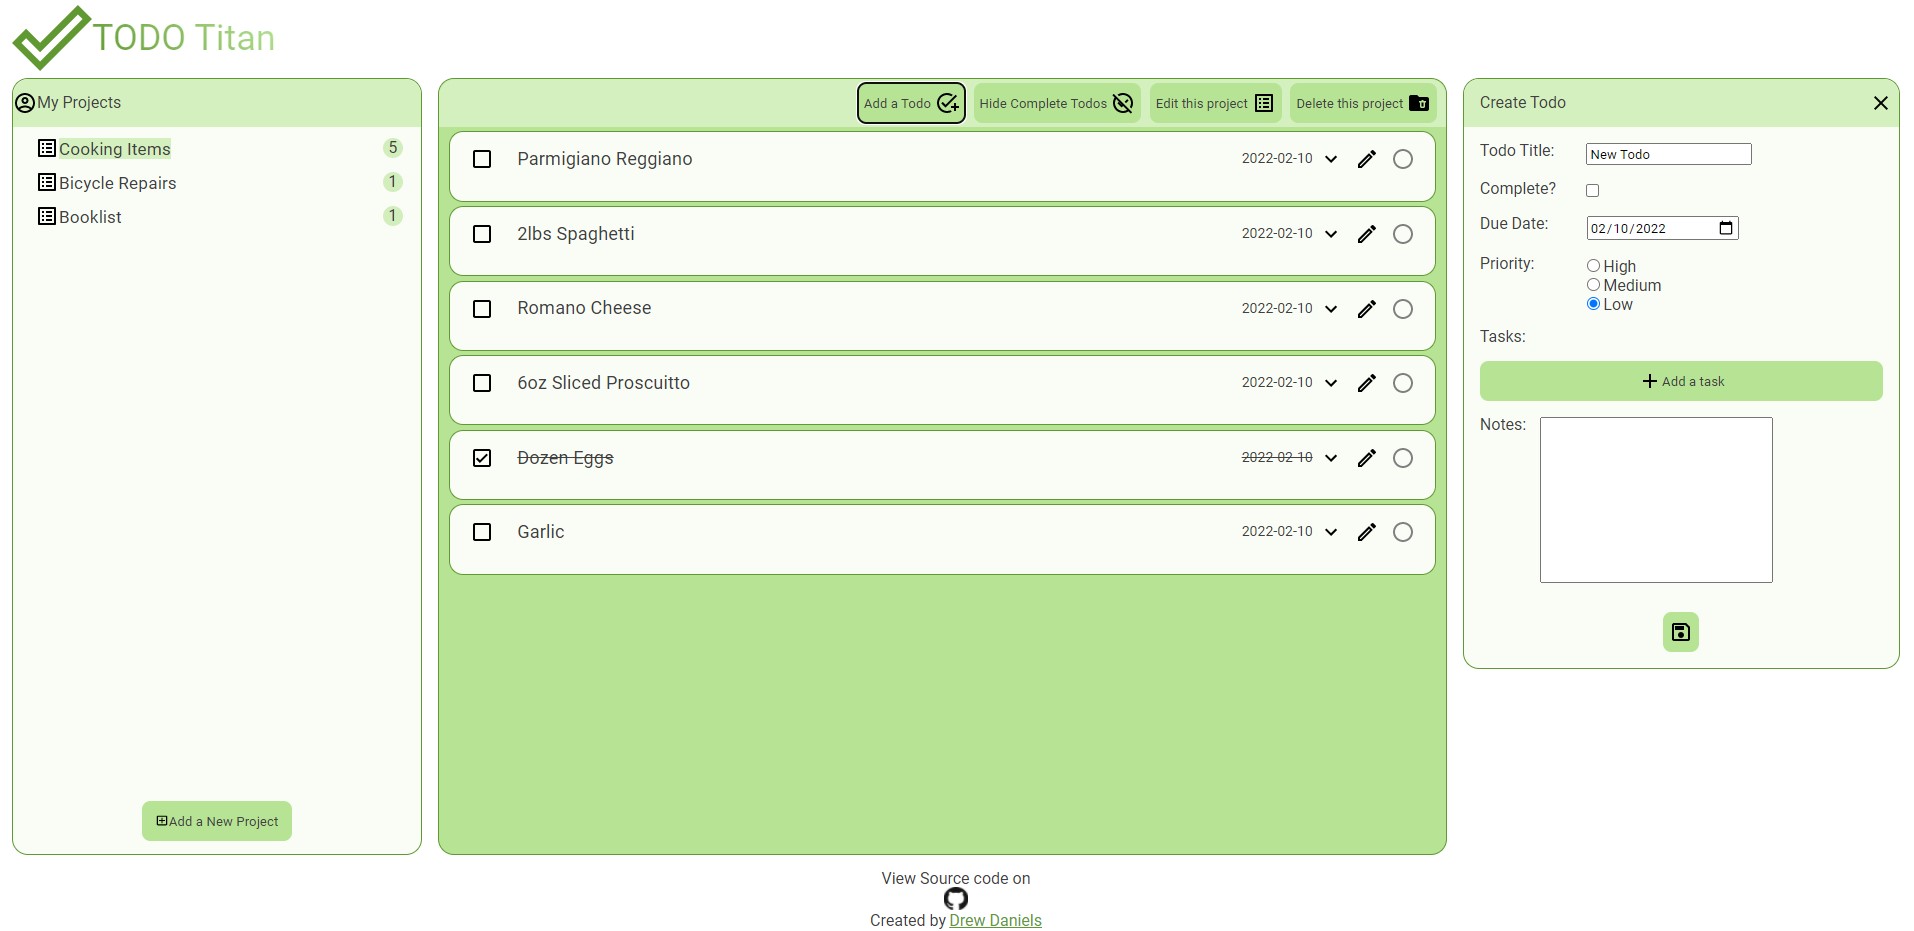 TODO Titan
My Projects
Cooking Items 5
Bicycle Repairs 1
Booklist 1
Add a New Project
Add a Todo Hide Complete Todos Edit this project Delete this project
Parmigiano Reggiano 2022-02-10
2lbs Spaghetti 2022-02-10
Romano Cheese 2022-02-10
6oz Sliced Proscuitto 2022-02-10
Dozen Eggs 2022-02-10
Garlic 2022-02-10
Create Todo
Todo Title: New Todo
Complete?
Due Date: 02/10/2022
Priority: High
Medium
Low
Tasks:
Add a task
Notes:
View Source code on
Created by Drew Daniels